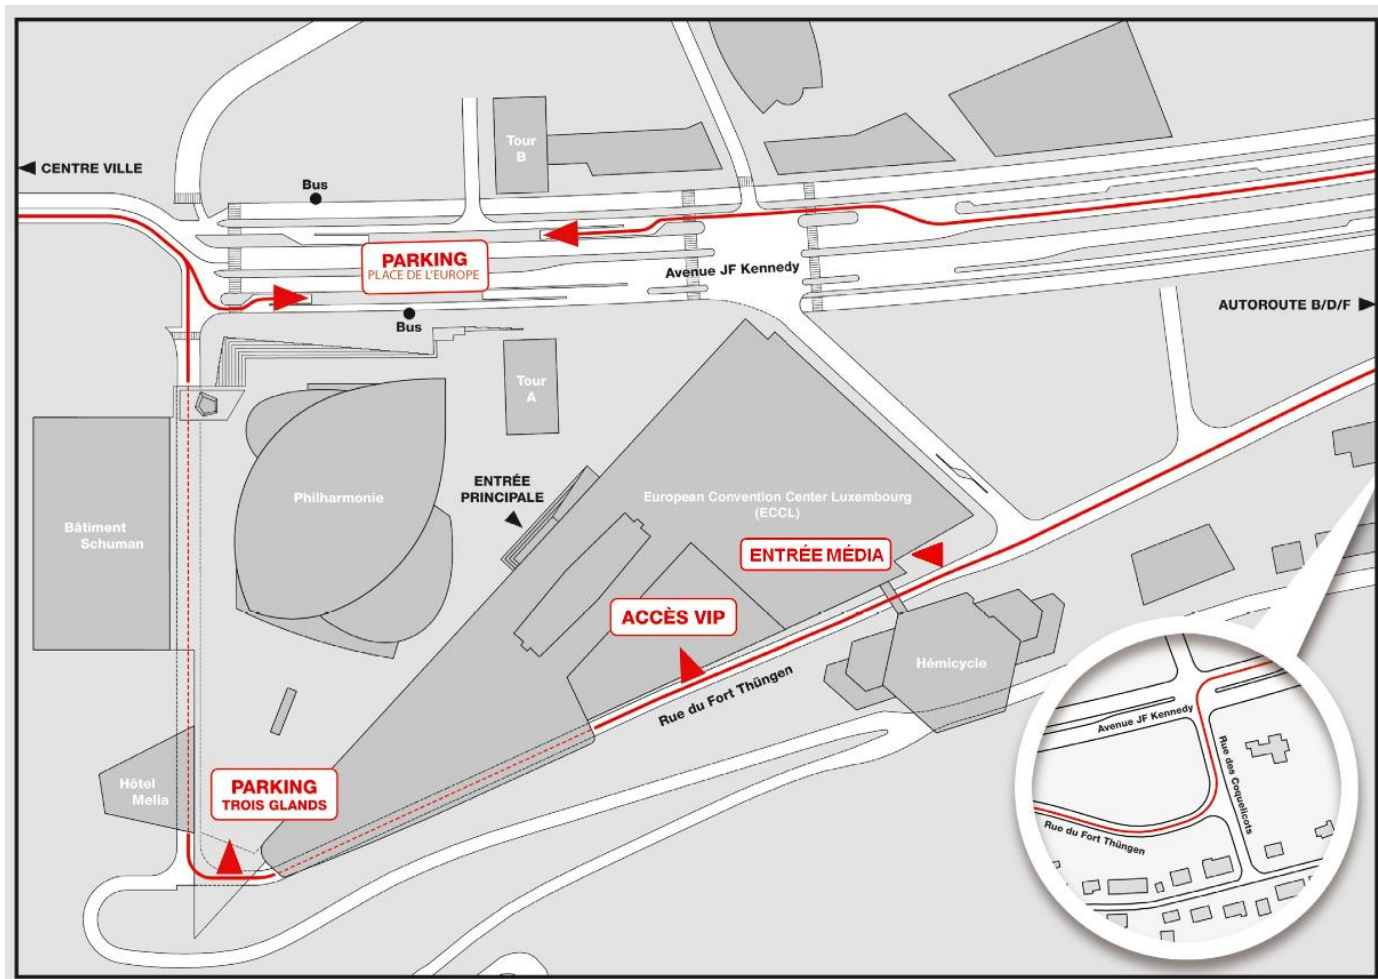 Tour
B
CENTRE VILLE
Bus
PARKING
PLACE DE L'EUROPE
Avenue JF Kennedy
AUTOROUTE B/D/F
Bus
Tour
A
ENTRÉE
PRINCIPALE
Philharmonie
European Convention Center Luxembourg
(ECCL)
Bâtiment
Schuman
ENTRÉE MÉDIA
ACCÈS VIP
Hémicycle
Rue du Fort Thüngen
Avenue JF Kennedy
Rue des Coquelicots
Hôtel
Melia
PARKING
TROIS GLANDS
Rue du Fort Thüngen